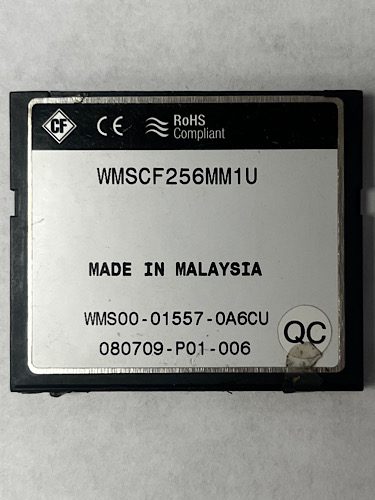 CF CE RoHS
Compliant
WMSCF256MM1U
MADE IN MALAYSIA
WMS00-01557-0A6CU
QC
080709-P01-006